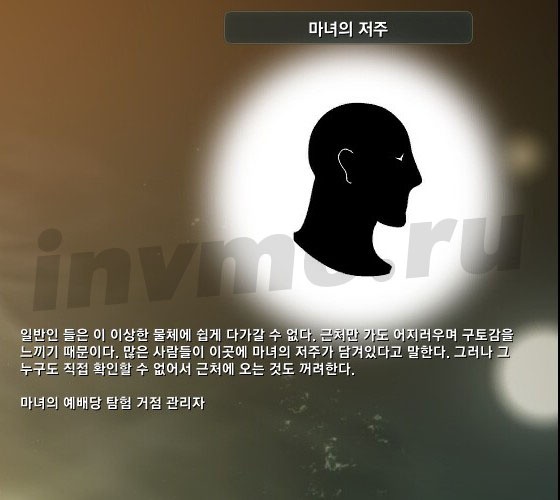 마녀의 저주
invmo.ru
일반인 들은 이 이상한 물체에 쉽게 다가갈 수 없다. 근처만 가도 어지러우며 구토감을
느끼기 때문이다. 많은 사람들이 이곳에 마녀의 저주가 담겨있다고 말한다. 그러나 그
누구도 직접 확인할 수 없어서 근처에 오는 것도 꺼려한다.
마녀의 예배당 탐험 거점 관리자